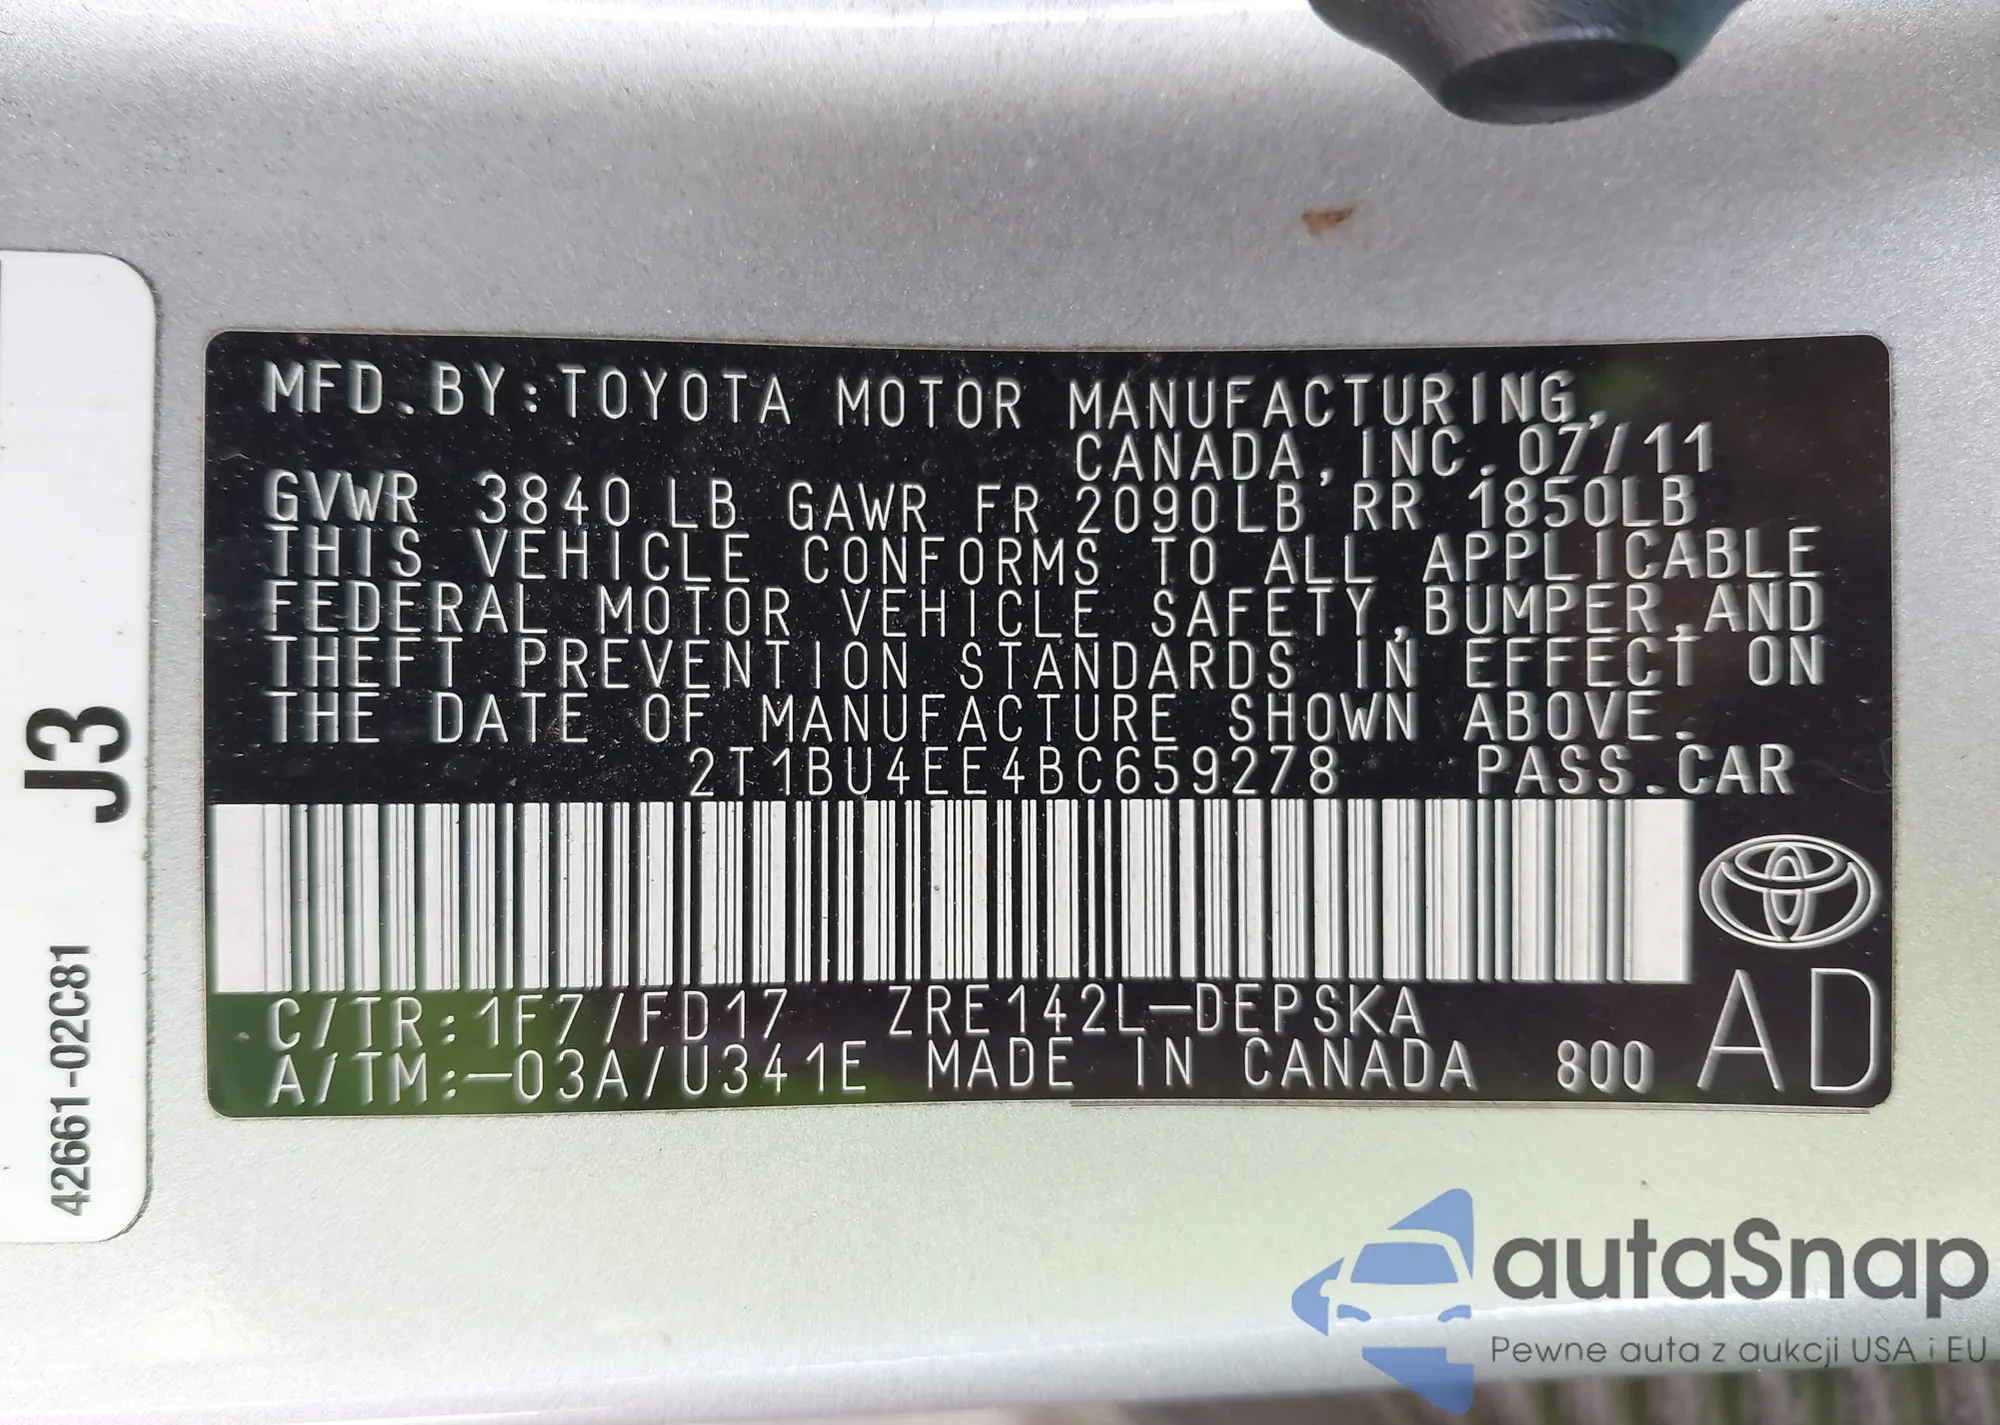 MFD.BY:TOYOTA MOTOR MANUFACTURING,
CANADA,INC.07/11
GVWR 3840LB GAWR FR 2090LB RR 1850LB
THIS VEHICLE CONFORMS TO ALL APPLICABLE
FEDERAL MOTOR VEHICLE SAFETY,BUMPER,AND
THEFT PREVENTION STANDARDS IN EFFECT ON
THE DATE OF MANUFACTURE SHOWN ABOVE.
2T1BU4EE4BC659278 PASS.CAR
C/TR:1F7/FD17 ZRE142L-DEPSKA
A/TM:-03A/U341E MADE IN CANADA 800 AD
J3
42661-02C81
autaSnap
Pewne auta z aukcji USA i EU